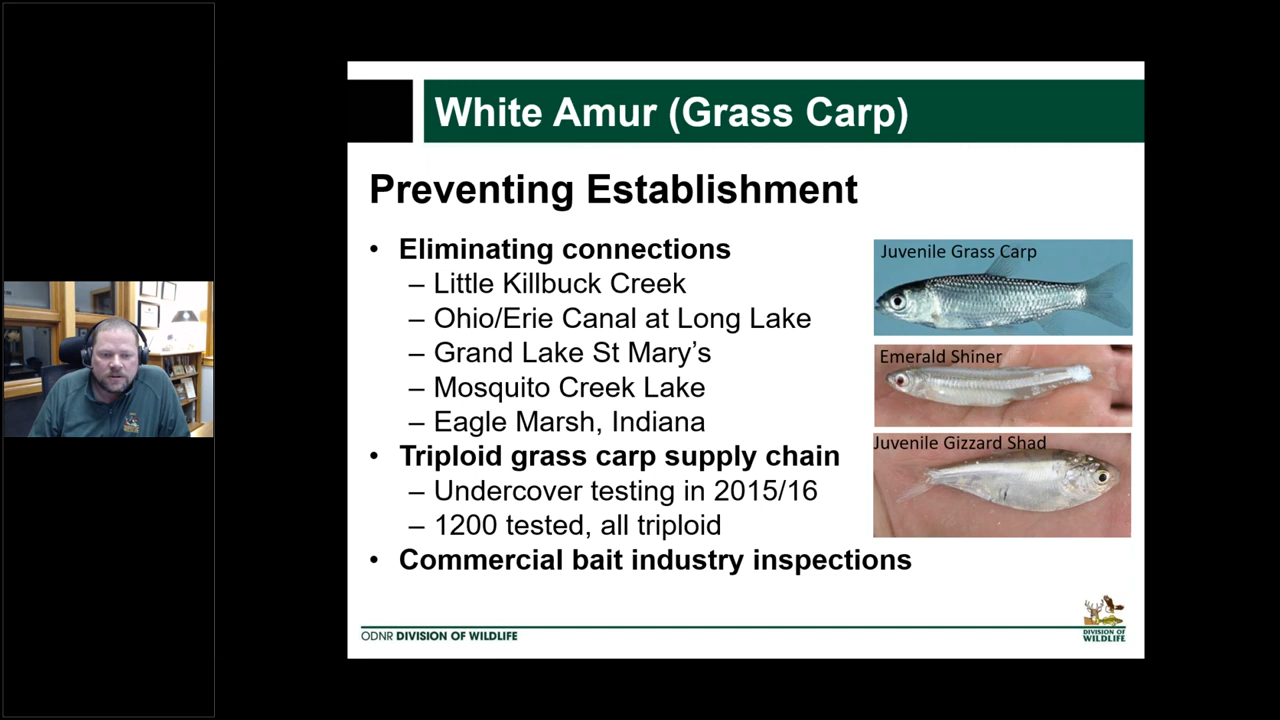 White Amur (Grass Carp)
Preventing Establishment
• Eliminating connections
– Little Killbuck Creek
– Ohio/Erie Canal at Long Lake
– Grand Lake St Mary’s
– Mosquito Creek Lake
– Eagle Marsh, Indiana
• Triploid grass carp supply chain
– Undercover testing in 2015/16
– 1200 tested, all triploid
• Commercial bait industry inspections
Juvenile Grass Carp
Emerald Shiner
Juvenile Gizzard Shad
ODNR DIVISION OF WILDLIFE
DIVISION OF
WILDLIFE